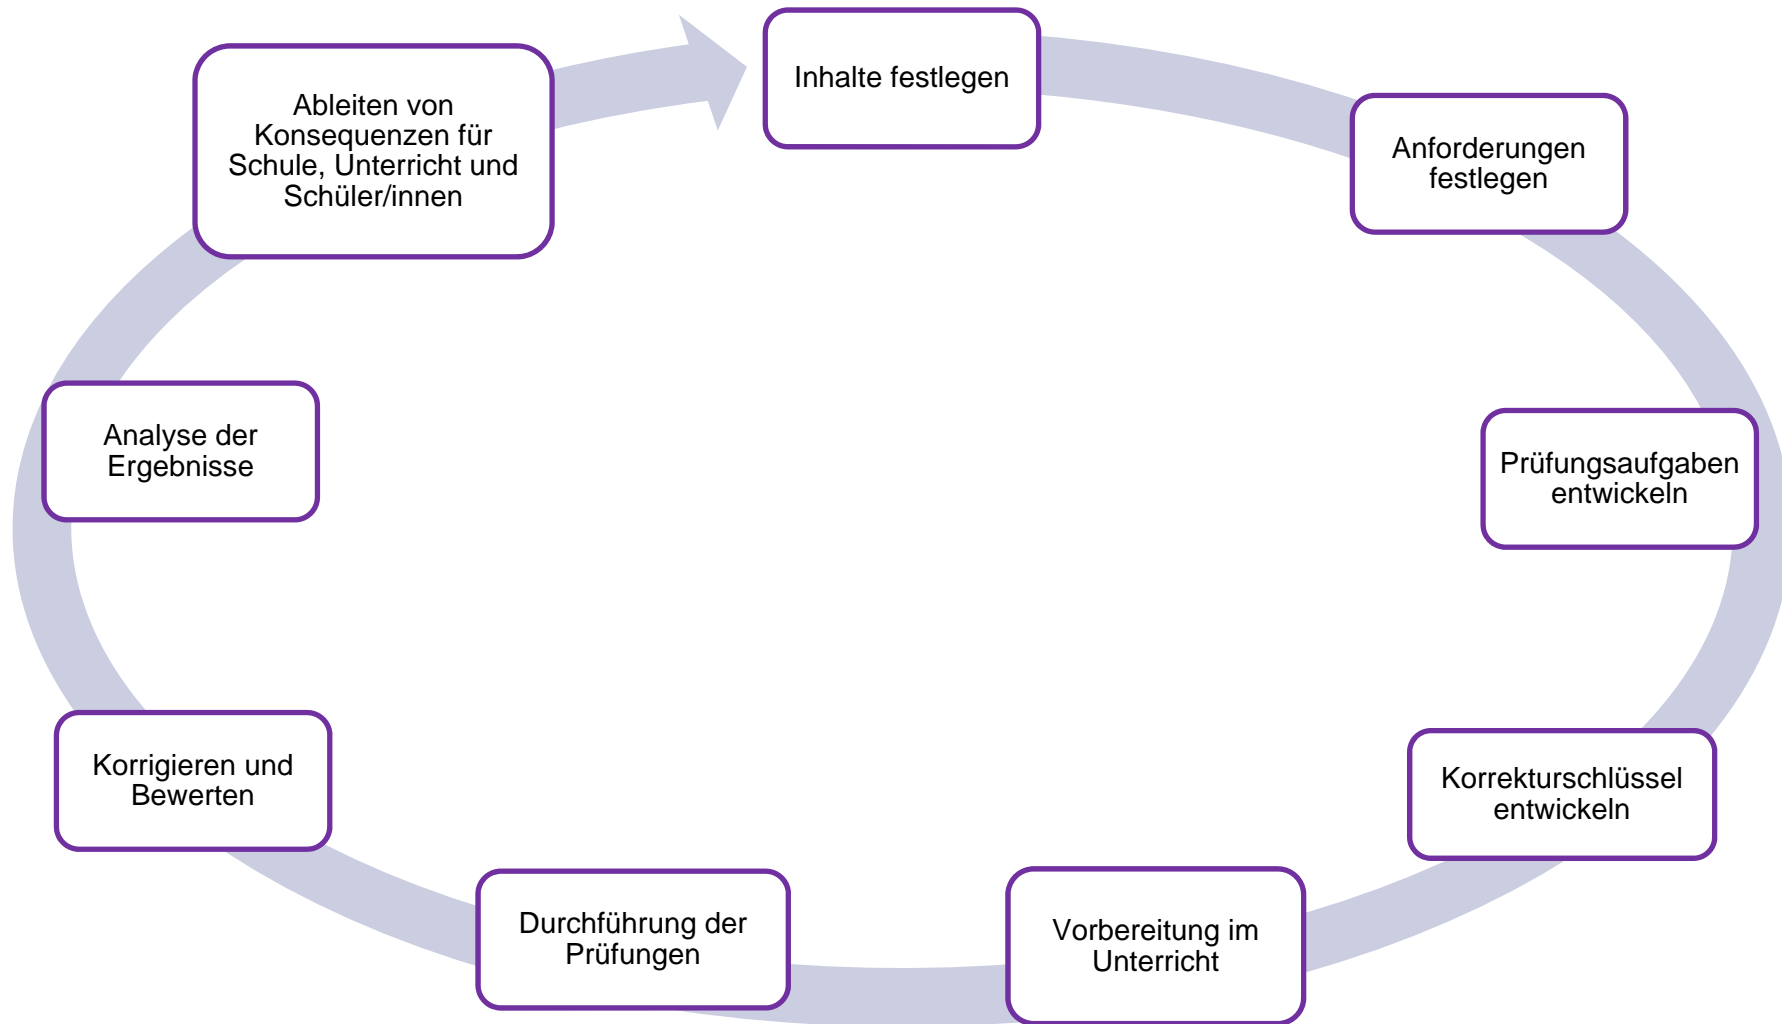 Inhalte festlegen
Anforderungen
festlegen
Prüfungsaufgaben
entwickeln
Korrekturschlüssel
entwickeln
Vorbereitung im
Unterricht
Durchführung der
Prüfungen
Korrigieren und
Bewerten
Analyse der
Ergebnisse
Ableiten von
Konsequenzen für
Schule, Unterricht und
Schüler/innen